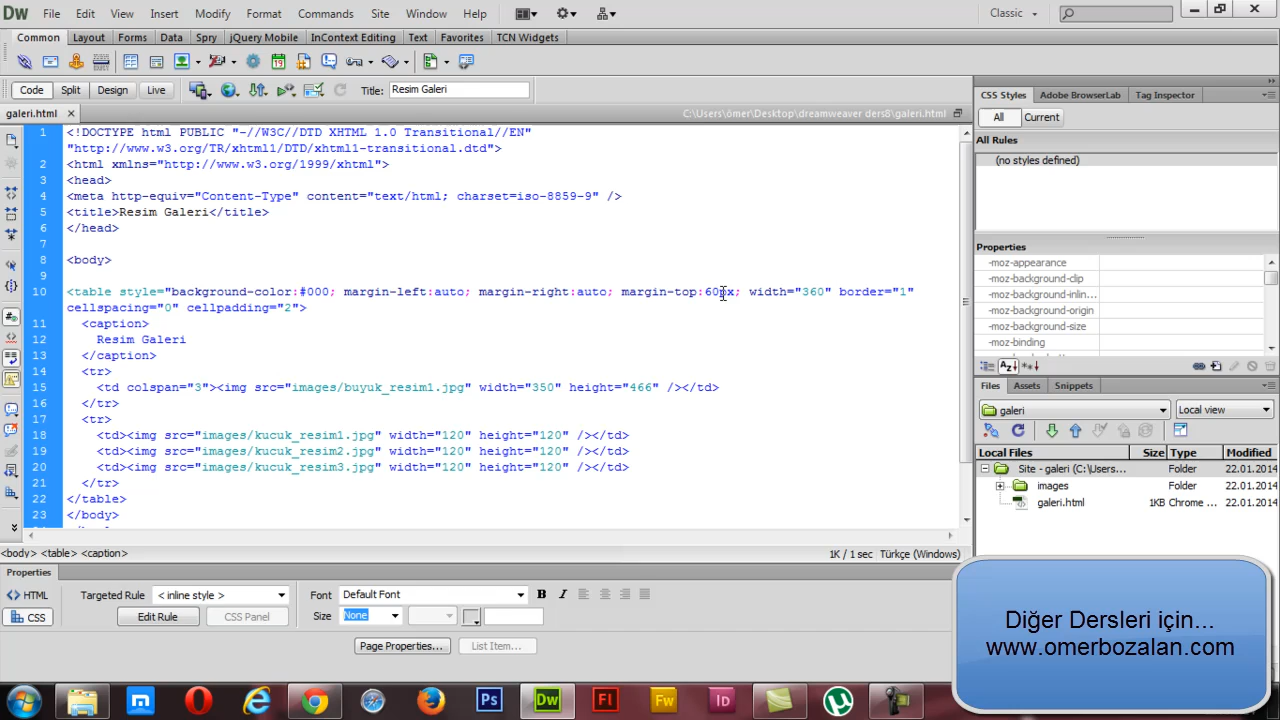 Dw File Edit View Insert Modify Format Commands Site Window Help Classic
Common Layout Forms Data Spry jQuery Mobile InContext Editing Text Favorites TCN Widgets
Code Split Design Live Title: Resim Galeri
galeri.html C:\Users\ömer\Desktop\dreamweaver ders8\galeri.html
1 <!DOCTYPE html PUBLIC "-//W3C//DTD XHTML 1.0 Transitional//EN"
"http://www.w3.org/TR/xhtml1/DTD/xhtml1-transitional.dtd">
2 <html xmlns="http://www.w3.org/1999/xhtml">
3 <head>
4 <meta http-equiv="Content-Type" content="text/html; charset=iso-8859-9" />
5 <title>Resim Galeri</title>
6 </head>
7
8 <body>
9
10 <table style="background-color:#000; margin-left:auto; margin-right:auto; margin-top:60px; width="360" border="1"
cellspacing="0" cellpadding="2">
11 <caption>
12 Resim Galeri
13 </caption>
14 <tr>
15 <td colspan="3"><img src="images/buyuk_resim1.jpg" width="350" height="466" /></td>
16 </tr>
17 <tr>
18 <td><img src="images/kucuk_resim1.jpg" width="120" height="120" /></td>
19 <td><img src="images/kucuk_resim2.jpg" width="120" height="120" /></td>
20 <td><img src="images/kucuk_resim3.jpg" width="120" height="120" /></td>
21 </tr>
22 </table>
23 </body>
<body> <table> <caption> 1K / 1 sec Türkçe (Windows)
Properties
HTML Targeted Rule < inline style > Font Default Font B I
CSS Edit Rule CSS Panel Size None
Page Properties... List Item...
CSS Styles Adobe BrowserLab Tag Inspector
All Current
All Rules
(no styles defined)
Properties
-moz-appearance
-moz-background-clip
-moz-background-inlin...
-moz-background-origin
-moz-background-size
-moz-binding
Files Assets Snippets
galeri Local view
Local Files Size Type Modified
Site - galeri (C:\Users... Folder 22.01.2014
images Folder 22.01.2014
galeri.html 1KB Chrome ... 22.01.2014
Diğer Dersleri için...
www.omerbozalan.com
Ps Dw Fl Fw Id